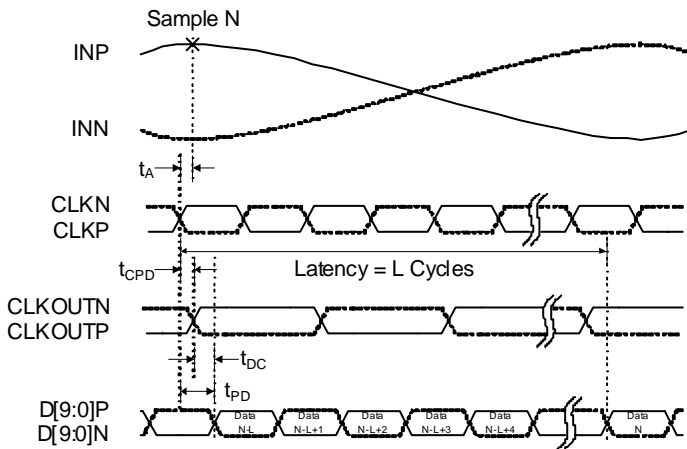 Sample N
INP
INN
tA
CLKN
CLKP
tCPD
Latency = L Cycles
CLKOUTN
CLKOUTP
tDC
tPD
D[9:0]P
D[9:0]N
Data N-L
Data N-L+1
Data N-L+2
Data N-L+3
Data N-L+4
Data N